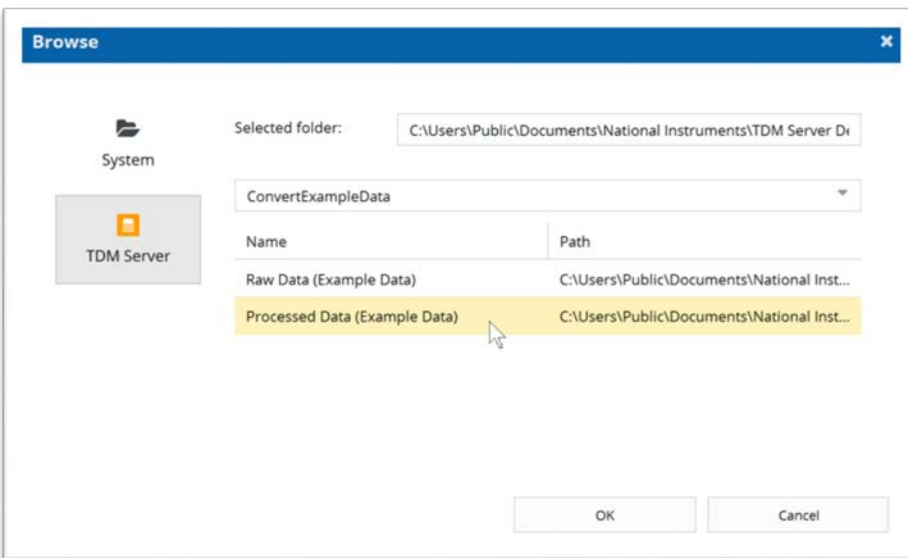 Browse
System
TDM Server
Selected folder: C:\Users\Public\Documents\National Instruments\TDM Server De
ConvertExampleData
Name Path
Raw Data (Example Data) C:\Users\Public\Documents\National Inst...
Processed Data (Example Data) C:\Users\Public\Documents\National Inst...
OK Cancel